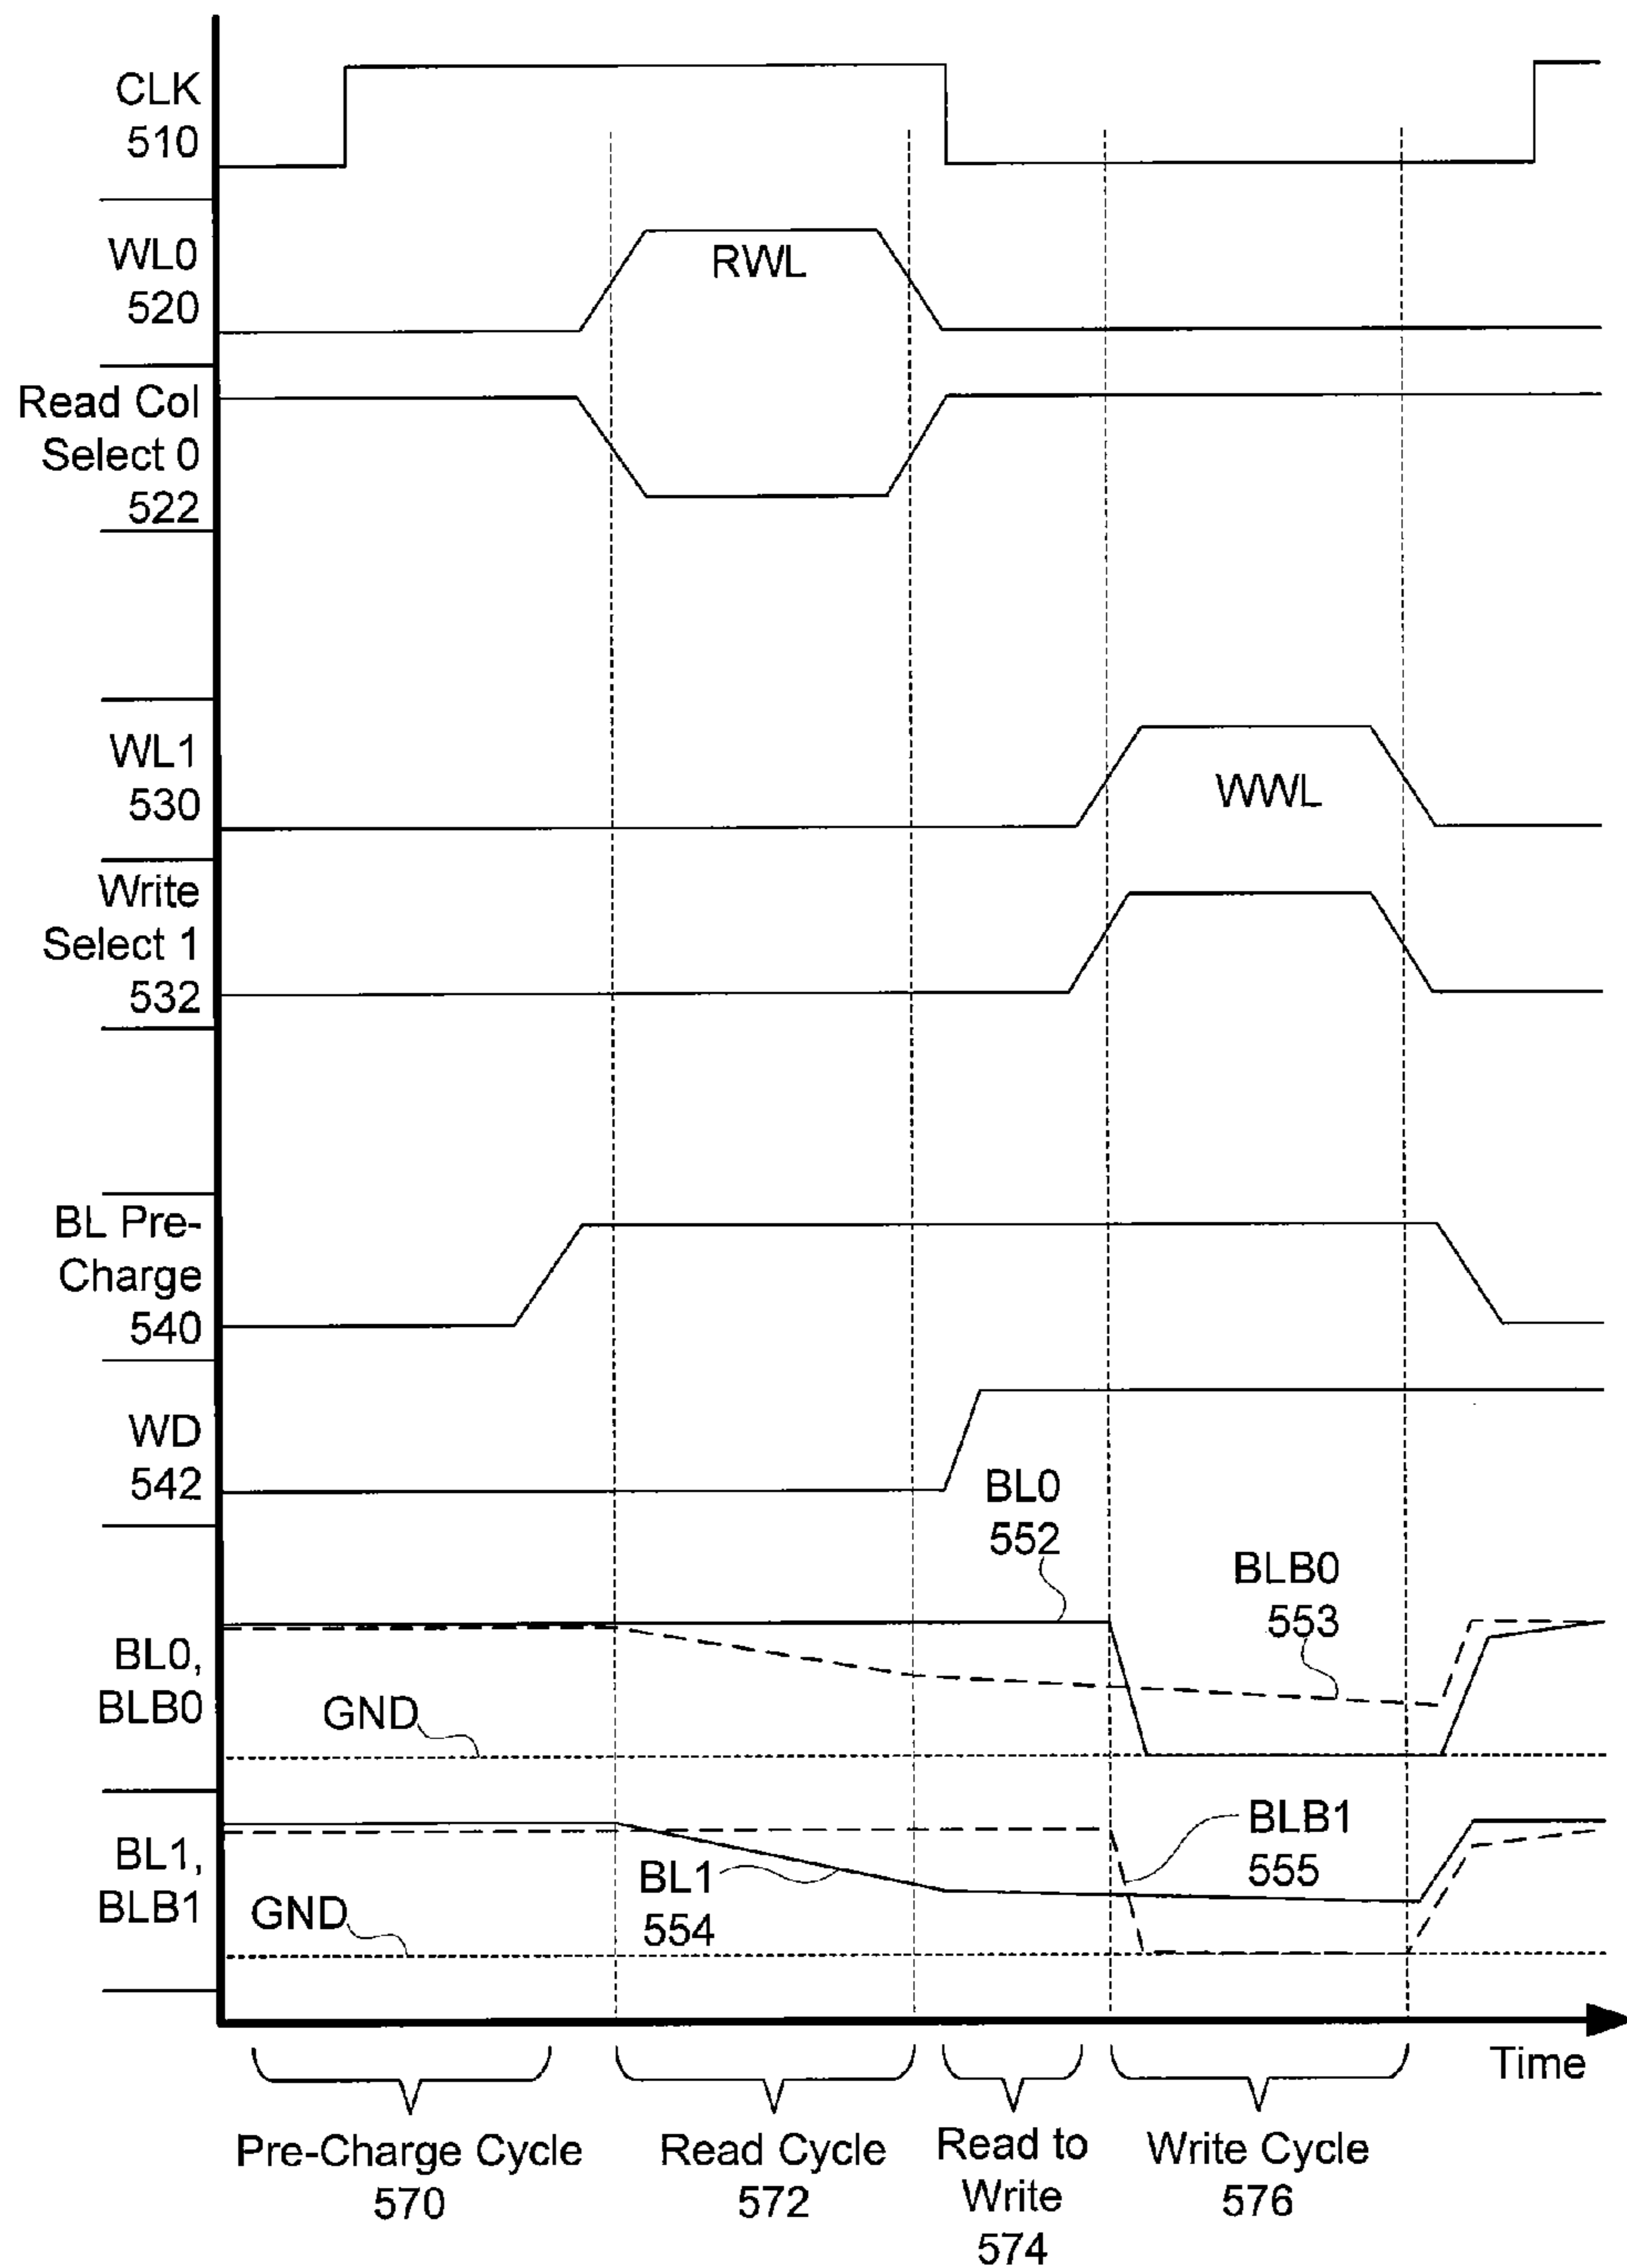 CLK
510
WL0
520
RWL
Read Col
Select 0
522
WL1
530
WWL
Write
Select 1
532
BL Pre-
Charge
540
WD
542
BL0
552
BLB0
553
BL0,
BLB0
GND
BL1,
BLB1
GND
BL1
554
BLB1
555
Time
Pre-Charge Cycle
570
Read Cycle
572
Read to
Write
574
Write Cycle
576